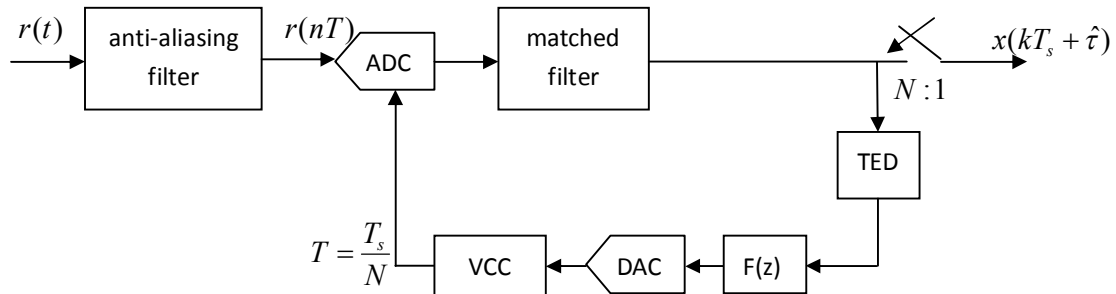 r(t)
anti-aliasing
filter
r(nT)
ADC
matched
filter
x(kT_s + τ̂)
N : 1
TED
T = T_s/N
VCC
DAC
F(z)